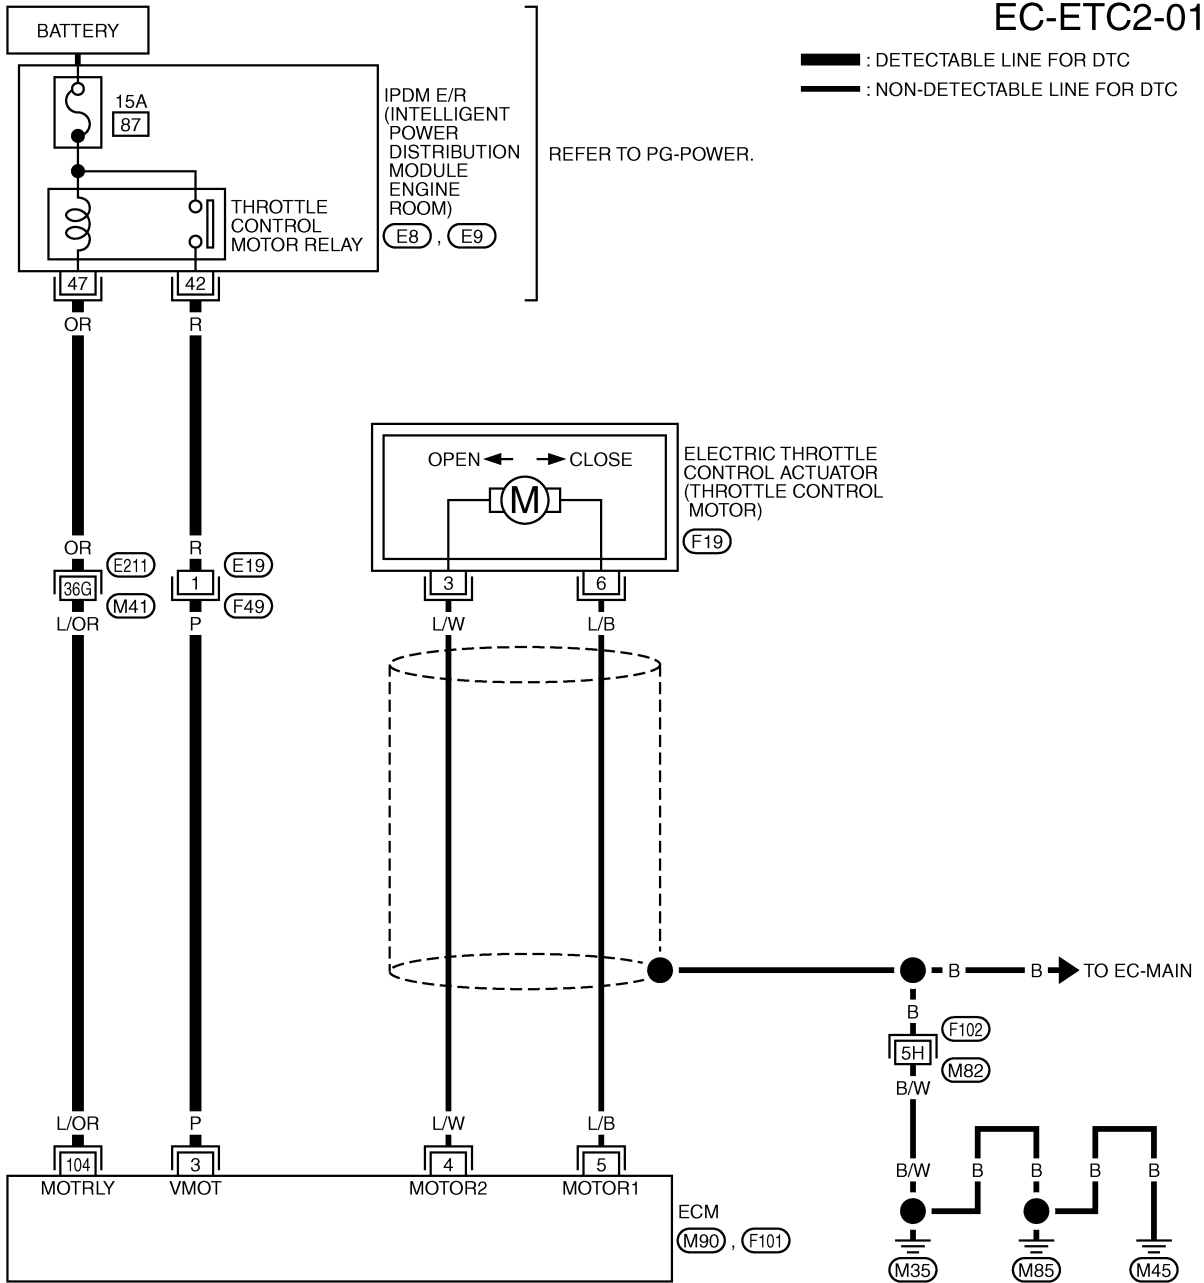 EC-ETC2-01
BATTERY
: DETECTABLE LINE FOR DTC
: NON-DETECTABLE LINE FOR DTC
15A
87
IPDM E/R
(INTELLIGENT
POWER
DISTRIBUTION
MODULE
ENGINE
ROOM)
E8 , E9
REFER TO PG-POWER.
THROTTLE
CONTROL
MOTOR RELAY
47 42
OR R
OPEN CLOSE
M
ELECTRIC THROTTLE
CONTROL ACTUATOR
(THROTTLE CONTROL
MOTOR)
F19
OR R
E211 E19
36G 1 3 6
M41 F49
L/OR P L/W L/B
B B TO EC-MAIN
B
F102
5H
M82
B/W
L/OR P L/W L/B
104 3 4 5
B/W B B B B
MOTRLY VMOT MOTOR2 MOTOR1
ECM
M90 , F101
M35 M85 M45